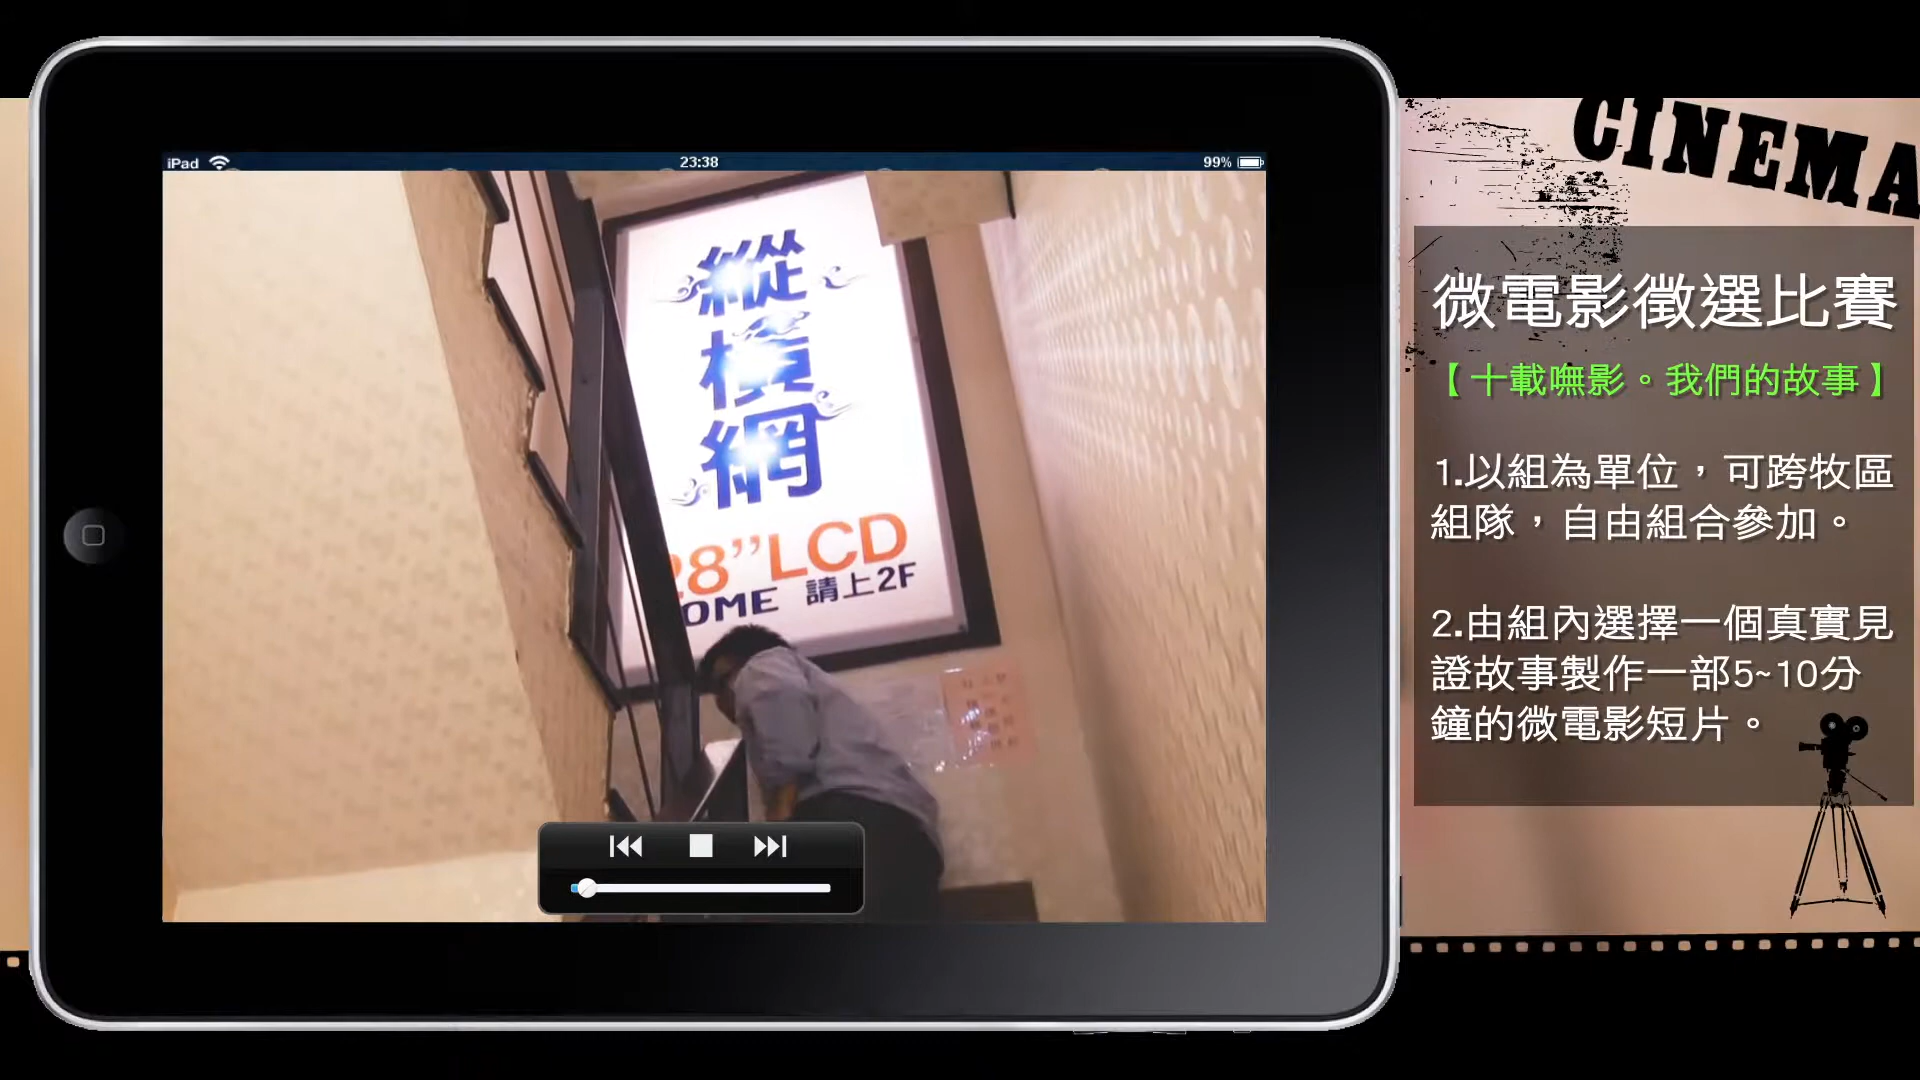 iPad 23:38 99%
縱橫網
28”LCD
OME 請上2F
CINEMA
微電影徵選比賽
【十載嘸影。我們的故事】
1.以組為單位，可跨牧區
組隊，自由組合參加。
2.由組內選擇一個真實見
證故事製作一部5~10分
鐘的微電影短片。